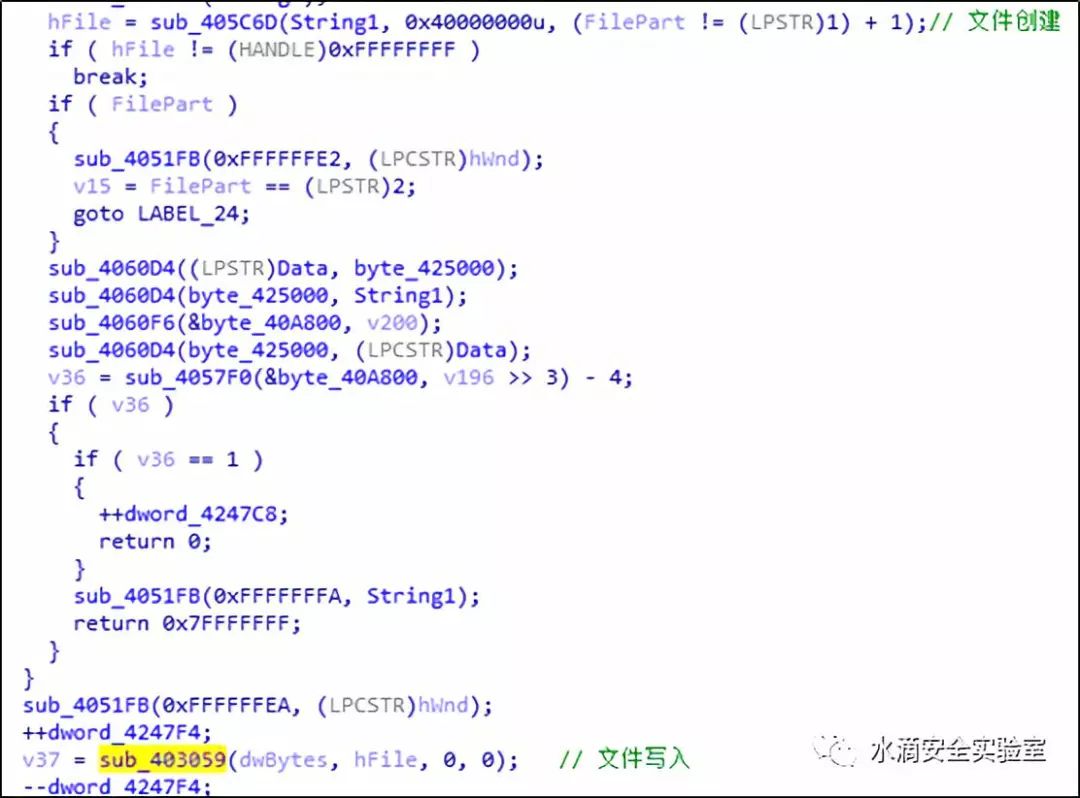 hFile = sub_405C6D(String1, 0x40000000u, (FilePart != (LPSTR)1) + 1);// 文件创建
if ( hFile != (HANDLE)0xFFFFFFFF )
break;
if ( FilePart )
{
sub_4051FB(0xFFFFFFE2, (LPCSTR)hWnd);
v15 = FilePart == (LPSTR)2;
goto LABEL_24;
}
sub_4060D4((LPSTR)Data, byte_425000);
sub_4060D4(byte_425000, String1);
sub_4060F6(&byte_40A800, v200);
sub_4060D4(byte_425000, (LPCSTR)Data);
v36 = sub_4057F0(&byte_40A800, v196 >> 3) - 4;
if ( v36 )
{
if ( v36 == 1 )
{
++dword_4247C8;
return 0;
}
sub_4051FB(0xFFFFFFFA, String1);
return 0x7FFFFFFF;
}
}
sub_4051FB(0xFFFFFFEA, (LPCSTR)hWnd);
++dword_4247F4;
v37 = sub_403059(dwBytes, hFile, 0, 0); // 文件写入
--dword_4247F4;
水滴安全实验室